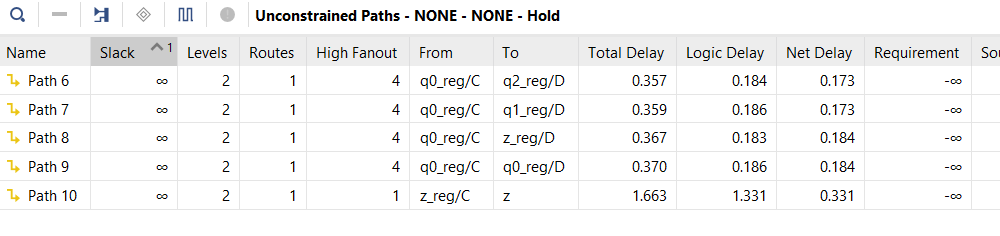 Unconstrained Paths - NONE - NONE - Hold
Name Slack 1 Levels Routes High Fanout From To Total Delay Logic Delay Net Delay Requirement Sou
Path 6 ∞ 2 1 4 q0_reg/C q2_reg/D 0.357 0.184 0.173 -∞
Path 7 ∞ 2 1 4 q0_reg/C q1_reg/D 0.359 0.186 0.173 -∞
Path 8 ∞ 2 1 4 q0_reg/C z_reg/D 0.367 0.183 0.184 -∞
Path 9 ∞ 2 1 4 q0_reg/C q0_reg/D 0.370 0.186 0.184 -∞
Path 10 ∞ 2 1 1 z_reg/C z 1.663 1.331 0.331 -∞